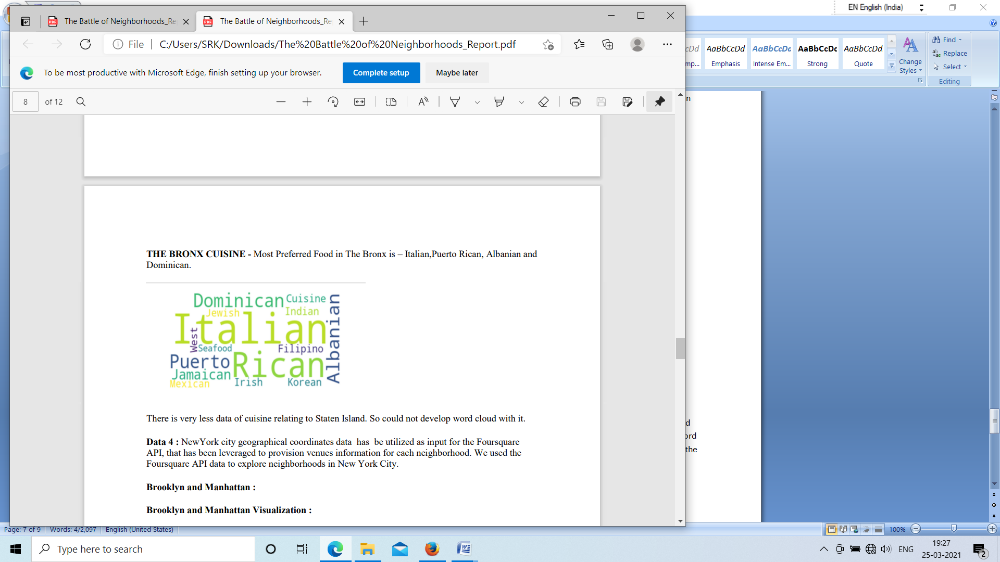 EN English (India)
The Battle of Neighborhoods_Re
The Battle of Neighborhoods_Re
File
C:/Users/SRK/Downloads/The%20Battle%20of%20Neighborhoods_Report.pdf
To be most productive with Microsoft Edge, finish setting up your browser.
Complete setup
Maybe later
8
of 12
AaBbCcDd
AaBbCcDd
AaBbCcDd
AaBbCcDd
mp...
Emphasis
Intense Em...
Strong
Quote
Change
Styles
Find
Replace
Select
Editing
n
THE BRONX CUISINE - Most Preferred Food in The Bronx is – Italian,Puerto Rican, Albanian and
Dominican.
Dominican
Cuisine
Jewish
Indian
Italian
Albanian
West
Seafood
Filipino
Puerto
Rican
Jamaican
Mexican
Irish
Korean
There is very less data of cuisine relating to Staten Island. So could not develop word cloud with it.
Data 4 : NewYork city geographical coordinates data has be utilized as input for the Foursquare
API, that has been leveraged to provision venues information for each neighborhood. We used the
Foursquare API data to explore neighborhoods in New York City.
Brooklyn and Manhattan :
Brooklyn and Manhattan Visualization :
d
ord
the
Page: 7 of 9
Words: 4/2,097
English (United States)
100%
Type here to search
ENG
19:27
25-03-2021
2